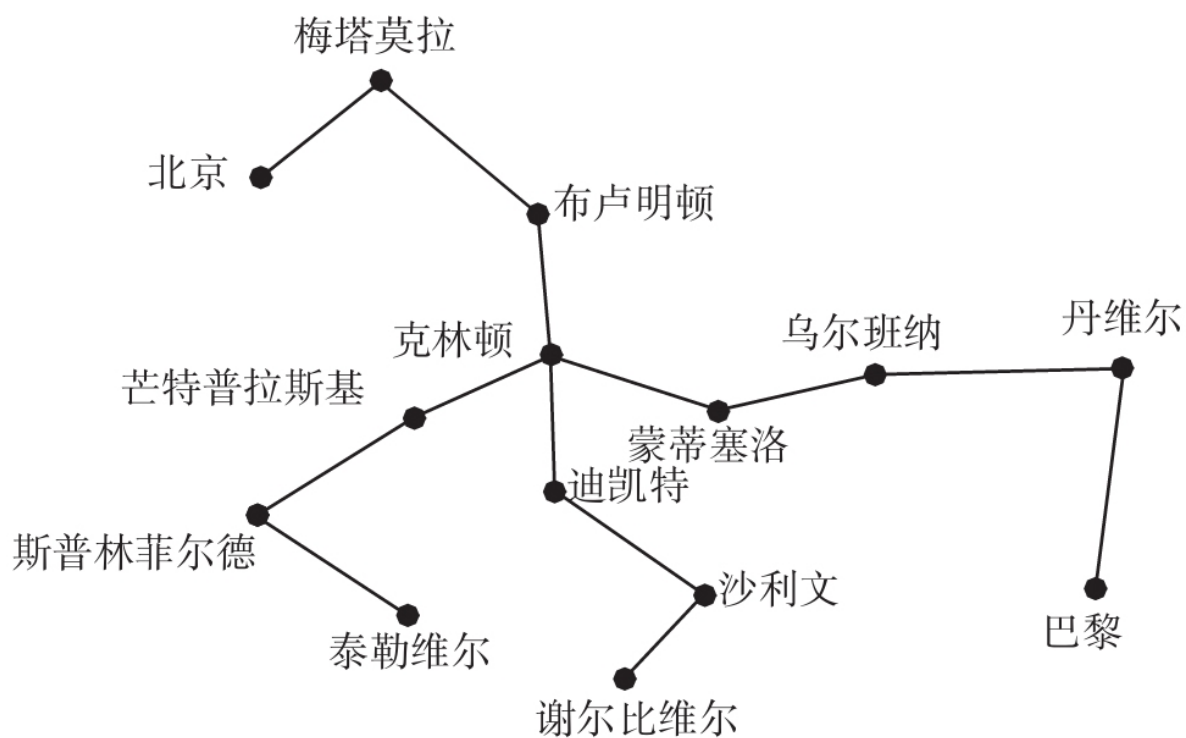 梅塔莫拉
北京
布卢明顿
克林顿
乌尔班纳
丹维尔
芒特普拉斯基
蒙蒂塞洛
迪凯特
斯普林菲尔德
沙利文
巴黎
泰勒维尔
谢尔比维尔